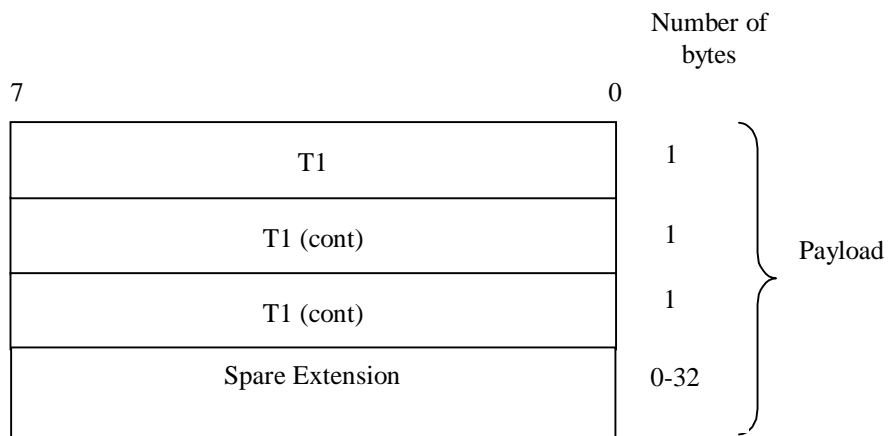 Number of
bytes
7 0
T1 1
T1 (cont) 1
Payload
T1 (cont) 1
Spare Extension 0-32